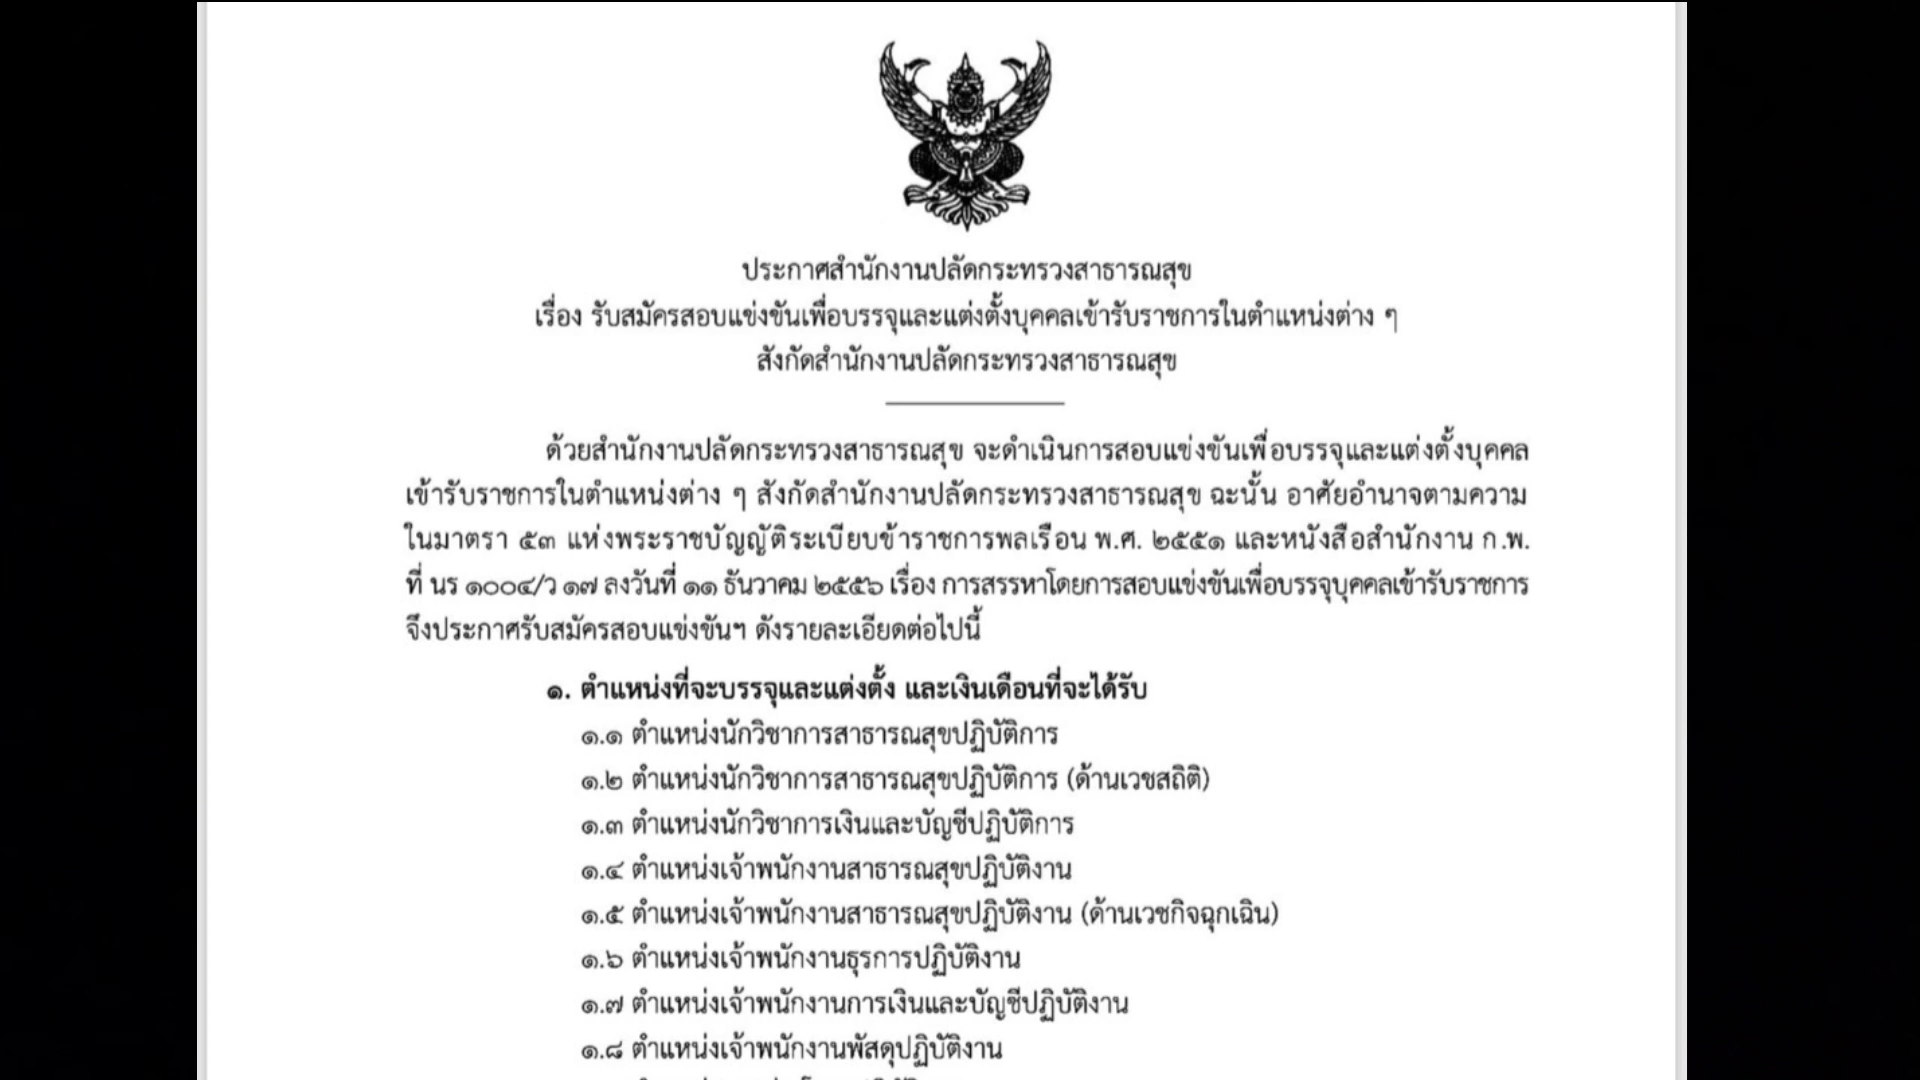 ประกาศสำนักงานปลัดกระทรวงสาธารณสุข
เรื่อง รับสมัครสอบแข่งขันเพื่อบรรจุและแต่งตั้งบุคคลเข้ารับราชการในตำแหน่งต่าง ๆ
สังกัดสำนักงานปลัดกระทรวงสาธารณสุข
ด้วยสำนักงานปลัดกระทรวงสาธารณสุข จะดำเนินการสอบแข่งขันเพื่อบรรจุและแต่งตั้งบุคคล
เข้ารับราชการในตำแหน่งต่าง ๆ สังกัดสำนักงานปลัดกระทรวงสาธารณสุข ฉะนั้น อาศัยอำนาจตามความ
ในมาตรา ๕๓ แห่งพระราชบัญญัติระเบียบข้าราชการพลเรือน พ.ศ. ๒๕๕๑ และหนังสือสำนักงาน ก.พ.
ที่ นร ๑๐๐๔/ว ๑๗ ลงวันที่ ๑๑ ธันวาคม ๒๕๕๖ เรื่อง การสรรหาโดยการสอบแข่งขันเพื่อบรรจุบุคคลเข้ารับราชการ
จึงประกาศรับสมัครสอบแข่งขันฯ ดังรายละเอียดต่อไปนี้
๑. ตำแหน่งที่จะบรรจุและแต่งตั้ง และเงินเดือนที่จะได้รับ
๑.๑ ตำแหน่งนักวิชาการสาธารณสุขปฏิบัติการ
๑.๒ ตำแหน่งนักวิชาการสาธารณสุขปฏิบัติการ (ด้านเวชสถิติ)
๑.๓ ตำแหน่งนักวิชาการเงินและบัญชีปฏิบัติการ
๑.๔ ตำแหน่งเจ้าพนักงานสาธารณสุขปฏิบัติงาน
๑.๕ ตำแหน่งเจ้าพนักงานสาธารณสุขปฏิบัติงาน (ด้านเวชกิจฉุกเฉิน)
๑.๖ ตำแหน่งเจ้าพนักงานธุรการปฏิบัติงาน
๑.๗ ตำแหน่งเจ้าพนักงานการเงินและบัญชีปฏิบัติงาน
๑.๘ ตำแหน่งเจ้าพนักงานพัสดุปฏิบัติงาน